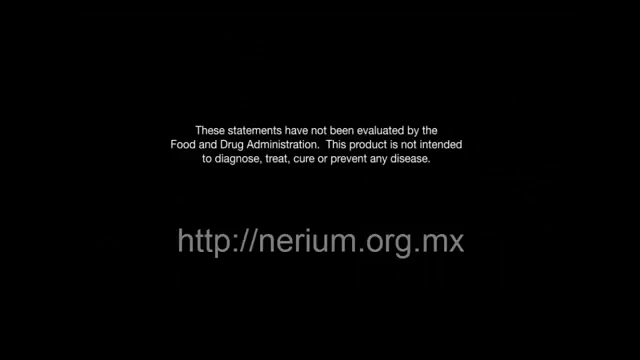 These statements have not been evaluated by the
Food and Drug Administration.  This product is not intended
to diagnose, treat, cure or prevent any disease.
http://nerium.org.mx